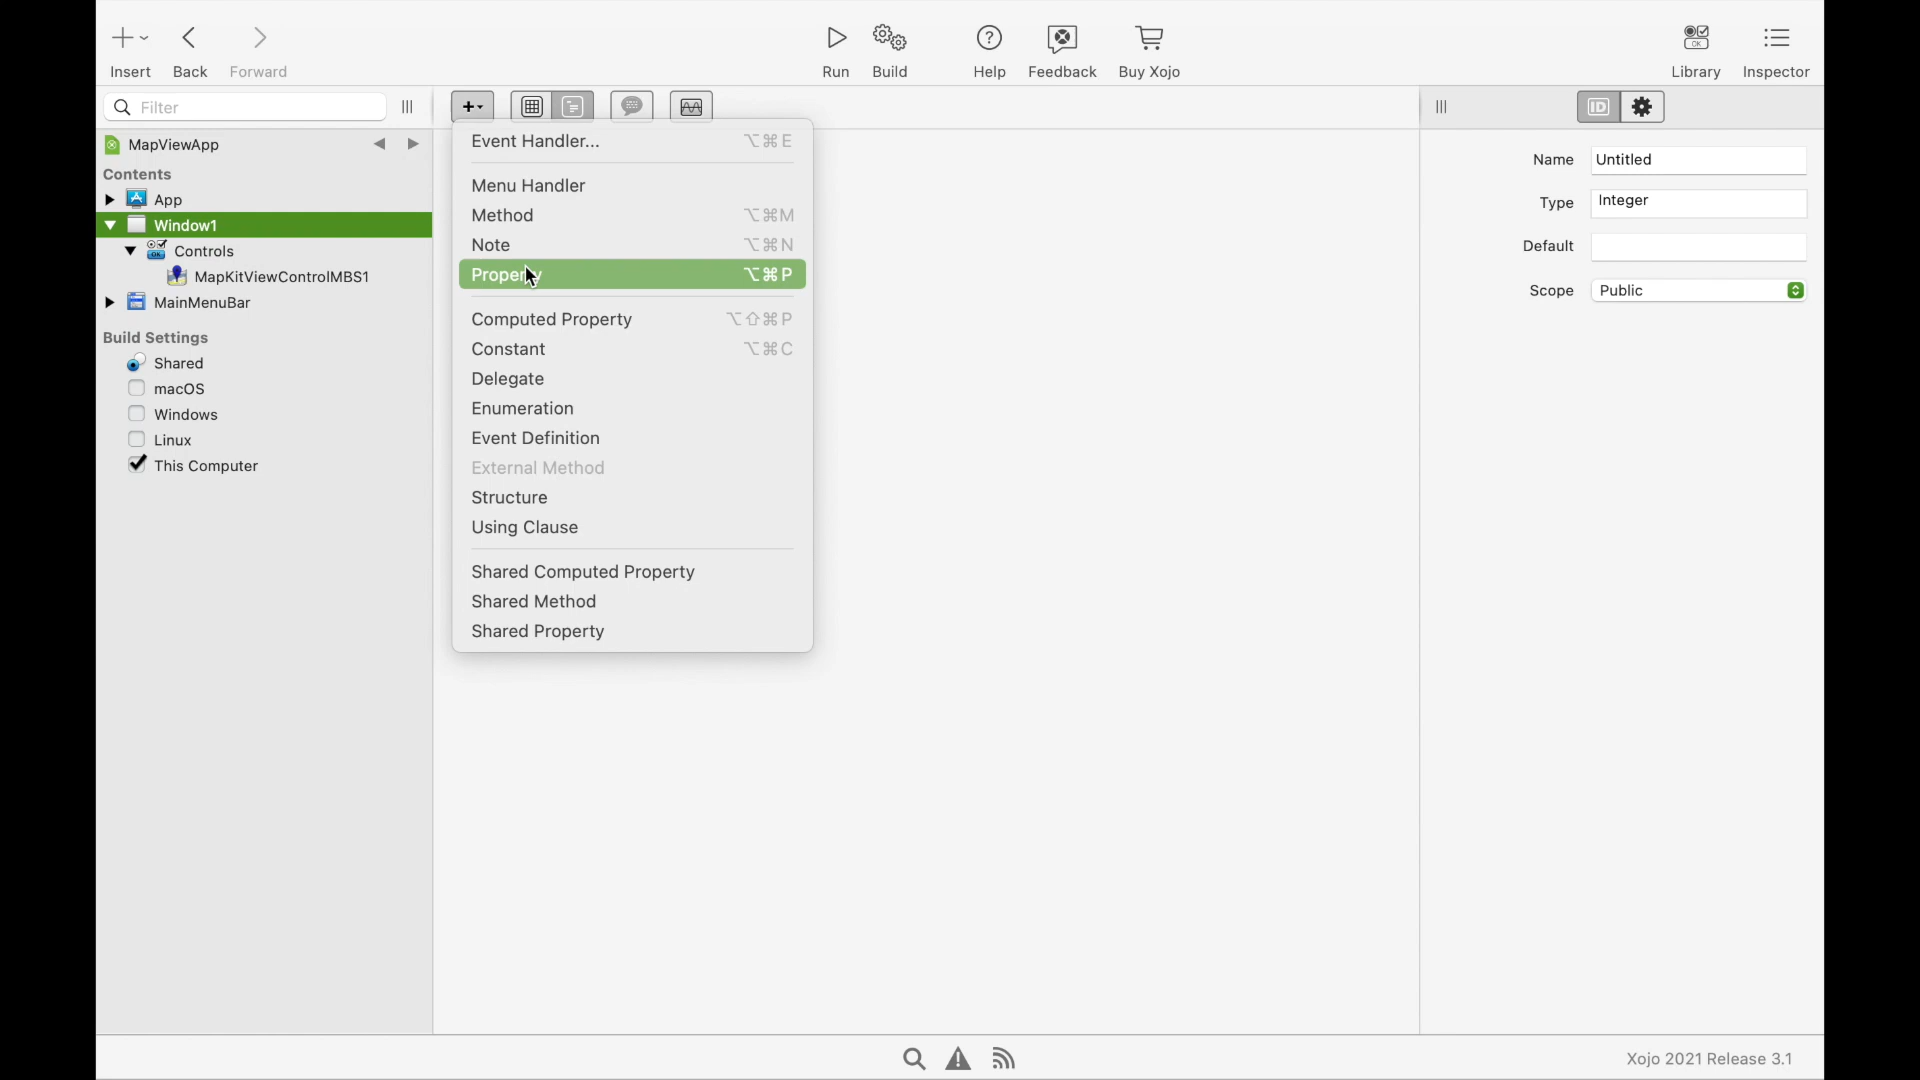 Insert Back Forward Run Build Help Feedback Buy Xojo Library Inspector
Filter
MapViewApp
Contents
App
Window1
Controls
MapKitViewControlMBS1
MainMenuBar
Build Settings
Shared
macOS
Windows
Linux
This Computer
Event Handler... ⌥⌘E
Menu Handler
Method ⌥⌘M
Note ⌥⌘N
Property ⌥⌘P
Computed Property ⌥⇧⌘P
Constant ⌥⌘C
Delegate
Enumeration
Event Definition
External Method
Structure
Using Clause
Shared Computed Property
Shared Method
Shared Property
ID
Name Untitled
Type Integer
Default
Scope Public
Xojo 2021 Release 3.1